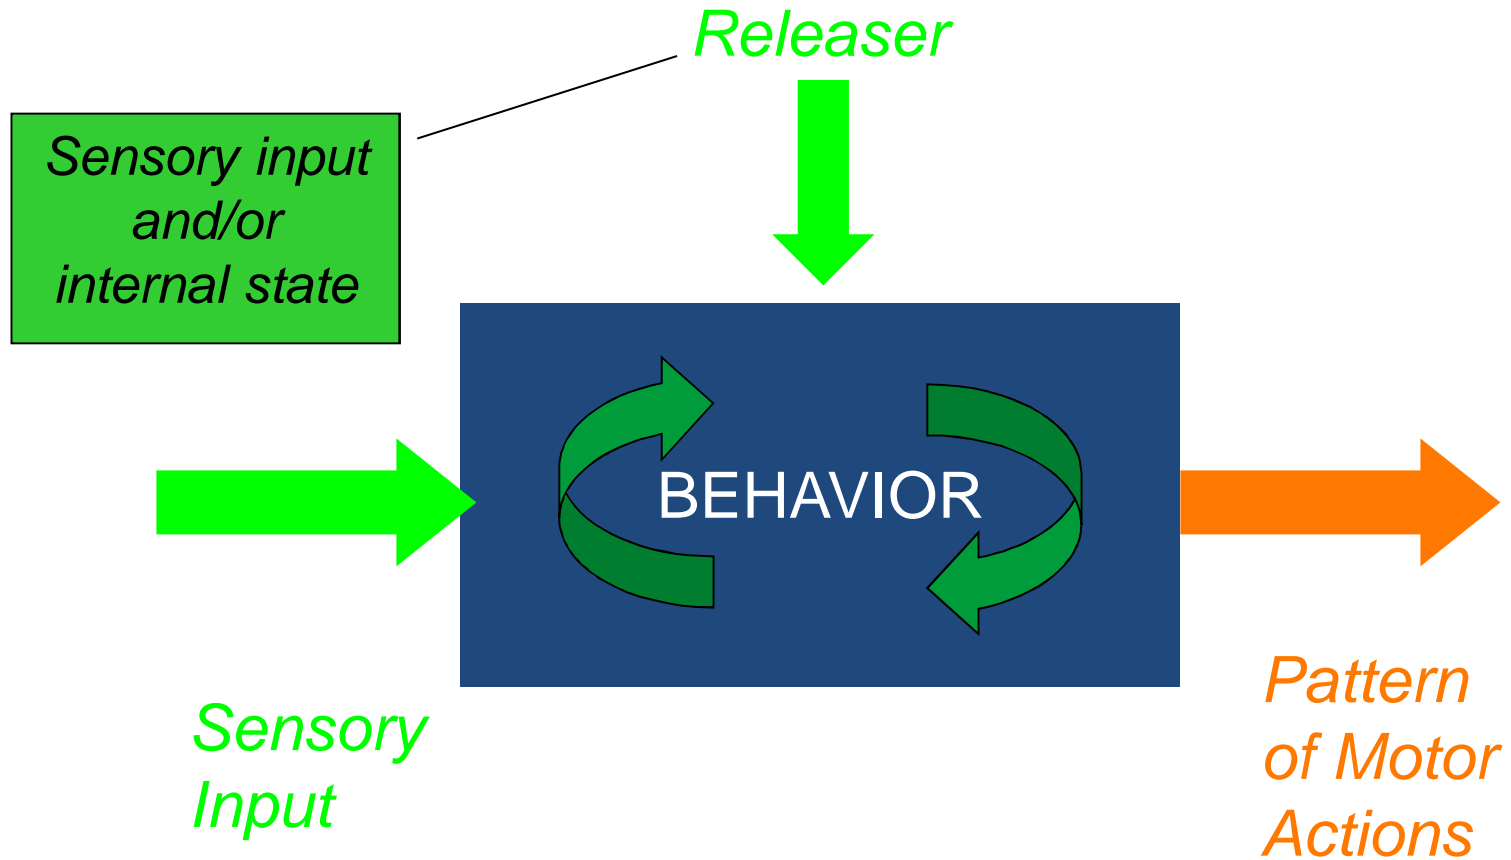 Releaser
Sensory input
and/or
internal state
BEHAVIOR
Sensory
Input
Pattern
of Motor
Actions